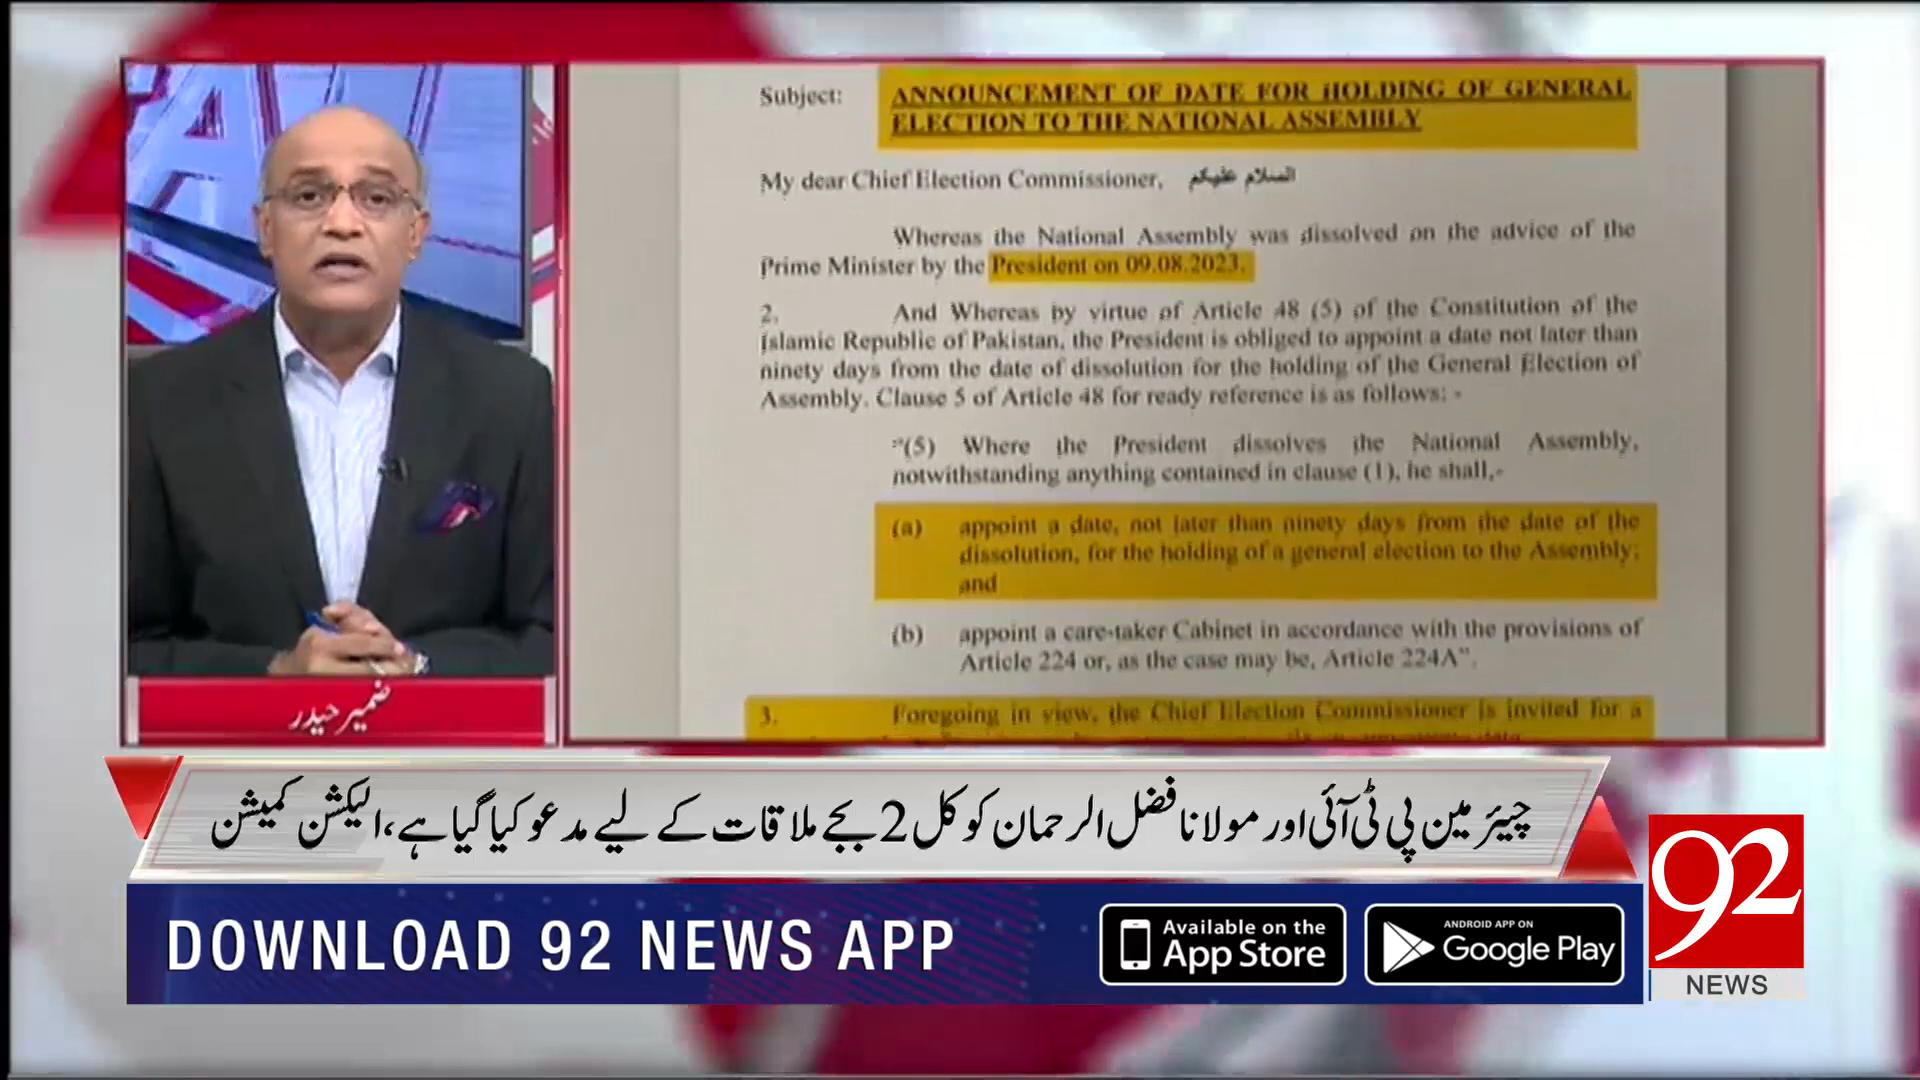 Subject: ANNOUNCEMENT OF DATE FOR HOLDING OF GENERAL
ELECTION TO THE NATIONAL ASSEMBLY
My dear Chief Election Commissioner, السلام علیکم
Whereas the National Assembly was dissolved on the advice of the
Prime Minister by the President on 09.08.2023.
2. And Whereas by virtue of Article 48 (5) of the Constitution of the
Islamic Republic of Pakistan, the President is obliged to appoint a date not later than
ninety days from the date of dissolution for the holding of the General Election of
Assembly. Clause 5 of Article 48 for ready reference is as follows: -
"(5) Where the President dissolves the National Assembly,
notwithstanding anything contained in clause (1), he shall,-
(a) appoint a date, not later than ninety days from the date of the
dissolution, for the holding of a general election to the Assembly;
and
(b) appoint a care-taker Cabinet in accordance with the provisions of
Article 224 or, as the case may be, Article 224A".
3. Foregoing in view, the Chief Election Commissioner is invited for a
ضمیر حیدر
چیئرمین پی ٹی آئی اور مولانا فضل الرحمان کو کل 2 بجے ملاقات کے لیے مدعو کیا گیا ہے، الیکشن کمیشن
DOWNLOAD 92 NEWS APP
Available on the
App Store
ANDROID APP ON
Google Play
92
NEWS